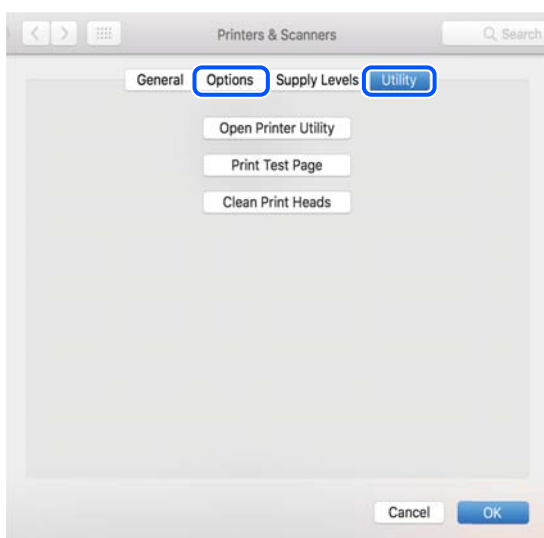 Printers & Scanners Search
General Options Supply Levels Utility
Open Printer Utility
Print Test Page
Clean Print Heads
Cancel OK